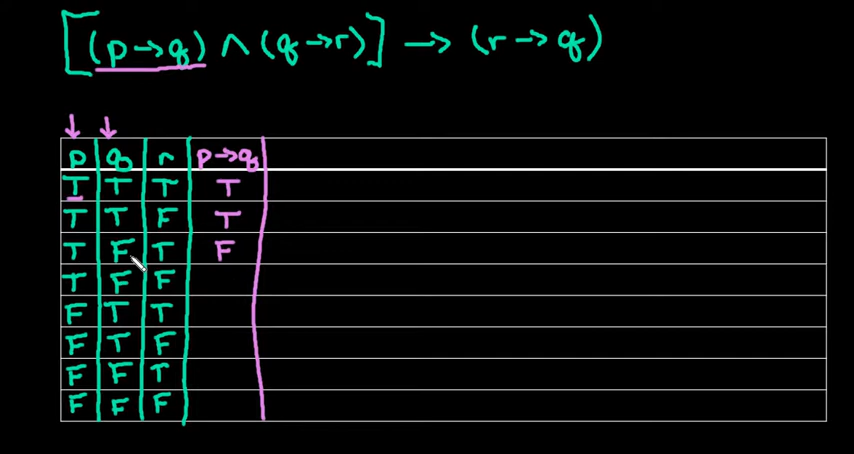 [(p→q) ∧ (q→r)] → (r→q)
p q r p→q
T T T T
T T F T
T F T F
T F F
F T T
F T F
F F T
F F F